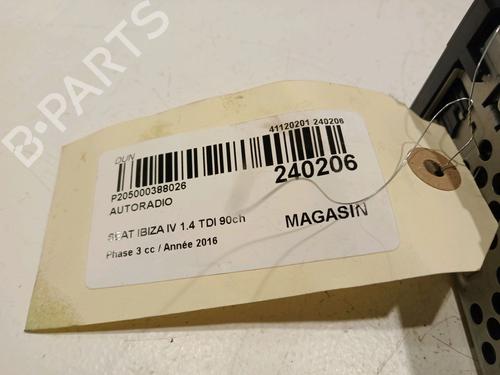 B-PARTS
DUN
41120201 240206
P205000388026
240206
AUTORADIO
SEAT IBIZA IV 1.4 TDI 90ch
MAGASIN
Phase 3 cc / Année 2016